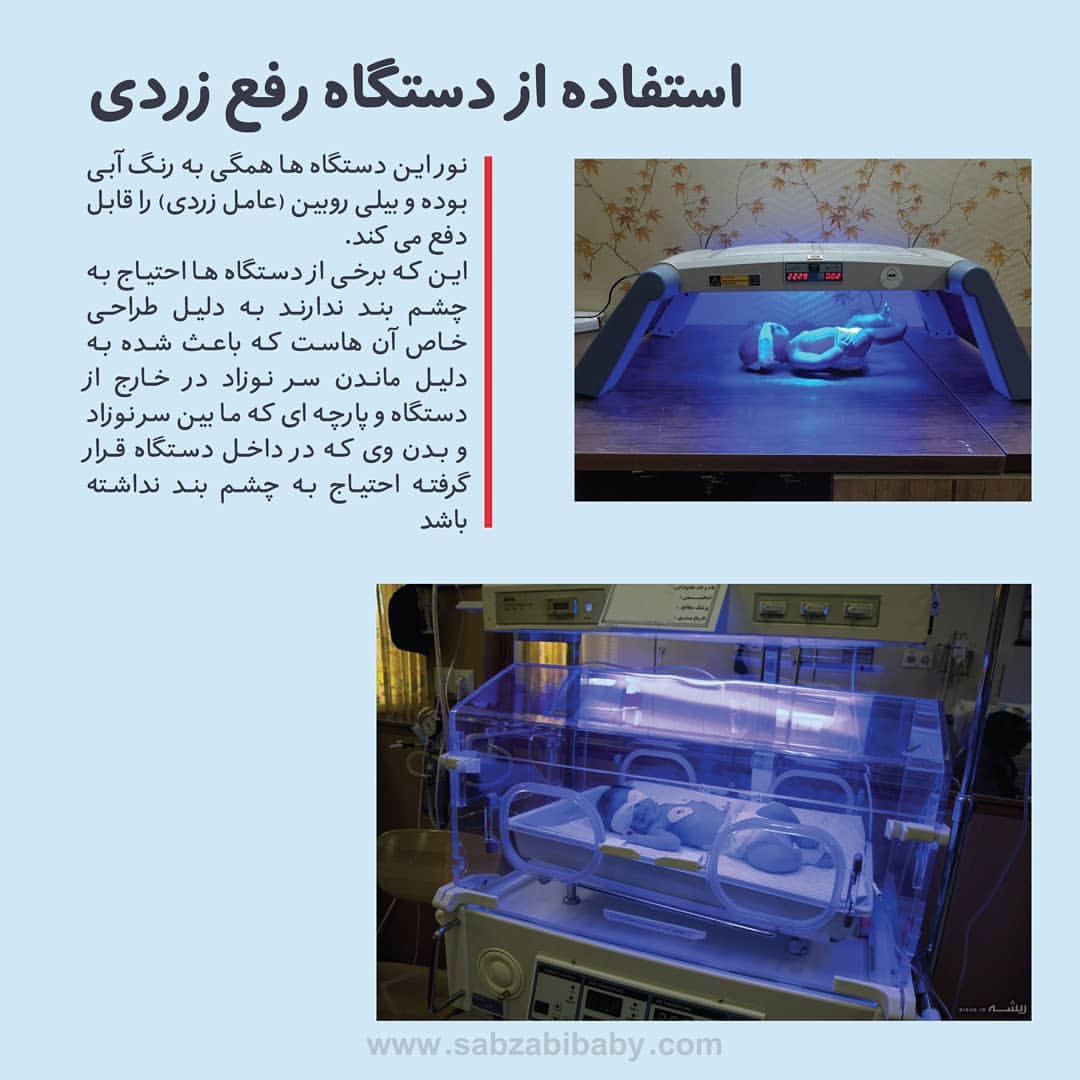 استفاده از دستگاه رفع زردی
نور این دستگاه ها همگی به رنگ آبی
بوده و بیلی روبین (عامل زردی) را قابل
دفع می کند.
این که برخی از دستگاه ها احتیاج به
چشم بند ندارند به دلیل طراحی
خاص آن هاست که باعث شده به
دلیل ماندن سر نوزاد در خارج از
دستگاه و پارچه ای که ما بین سرنوزاد
و بدن وی که در داخل دستگاه قرار
گرفته احتیاج به چشم بند نداشته
باشد
ریشه
www.sabzabibaby.com